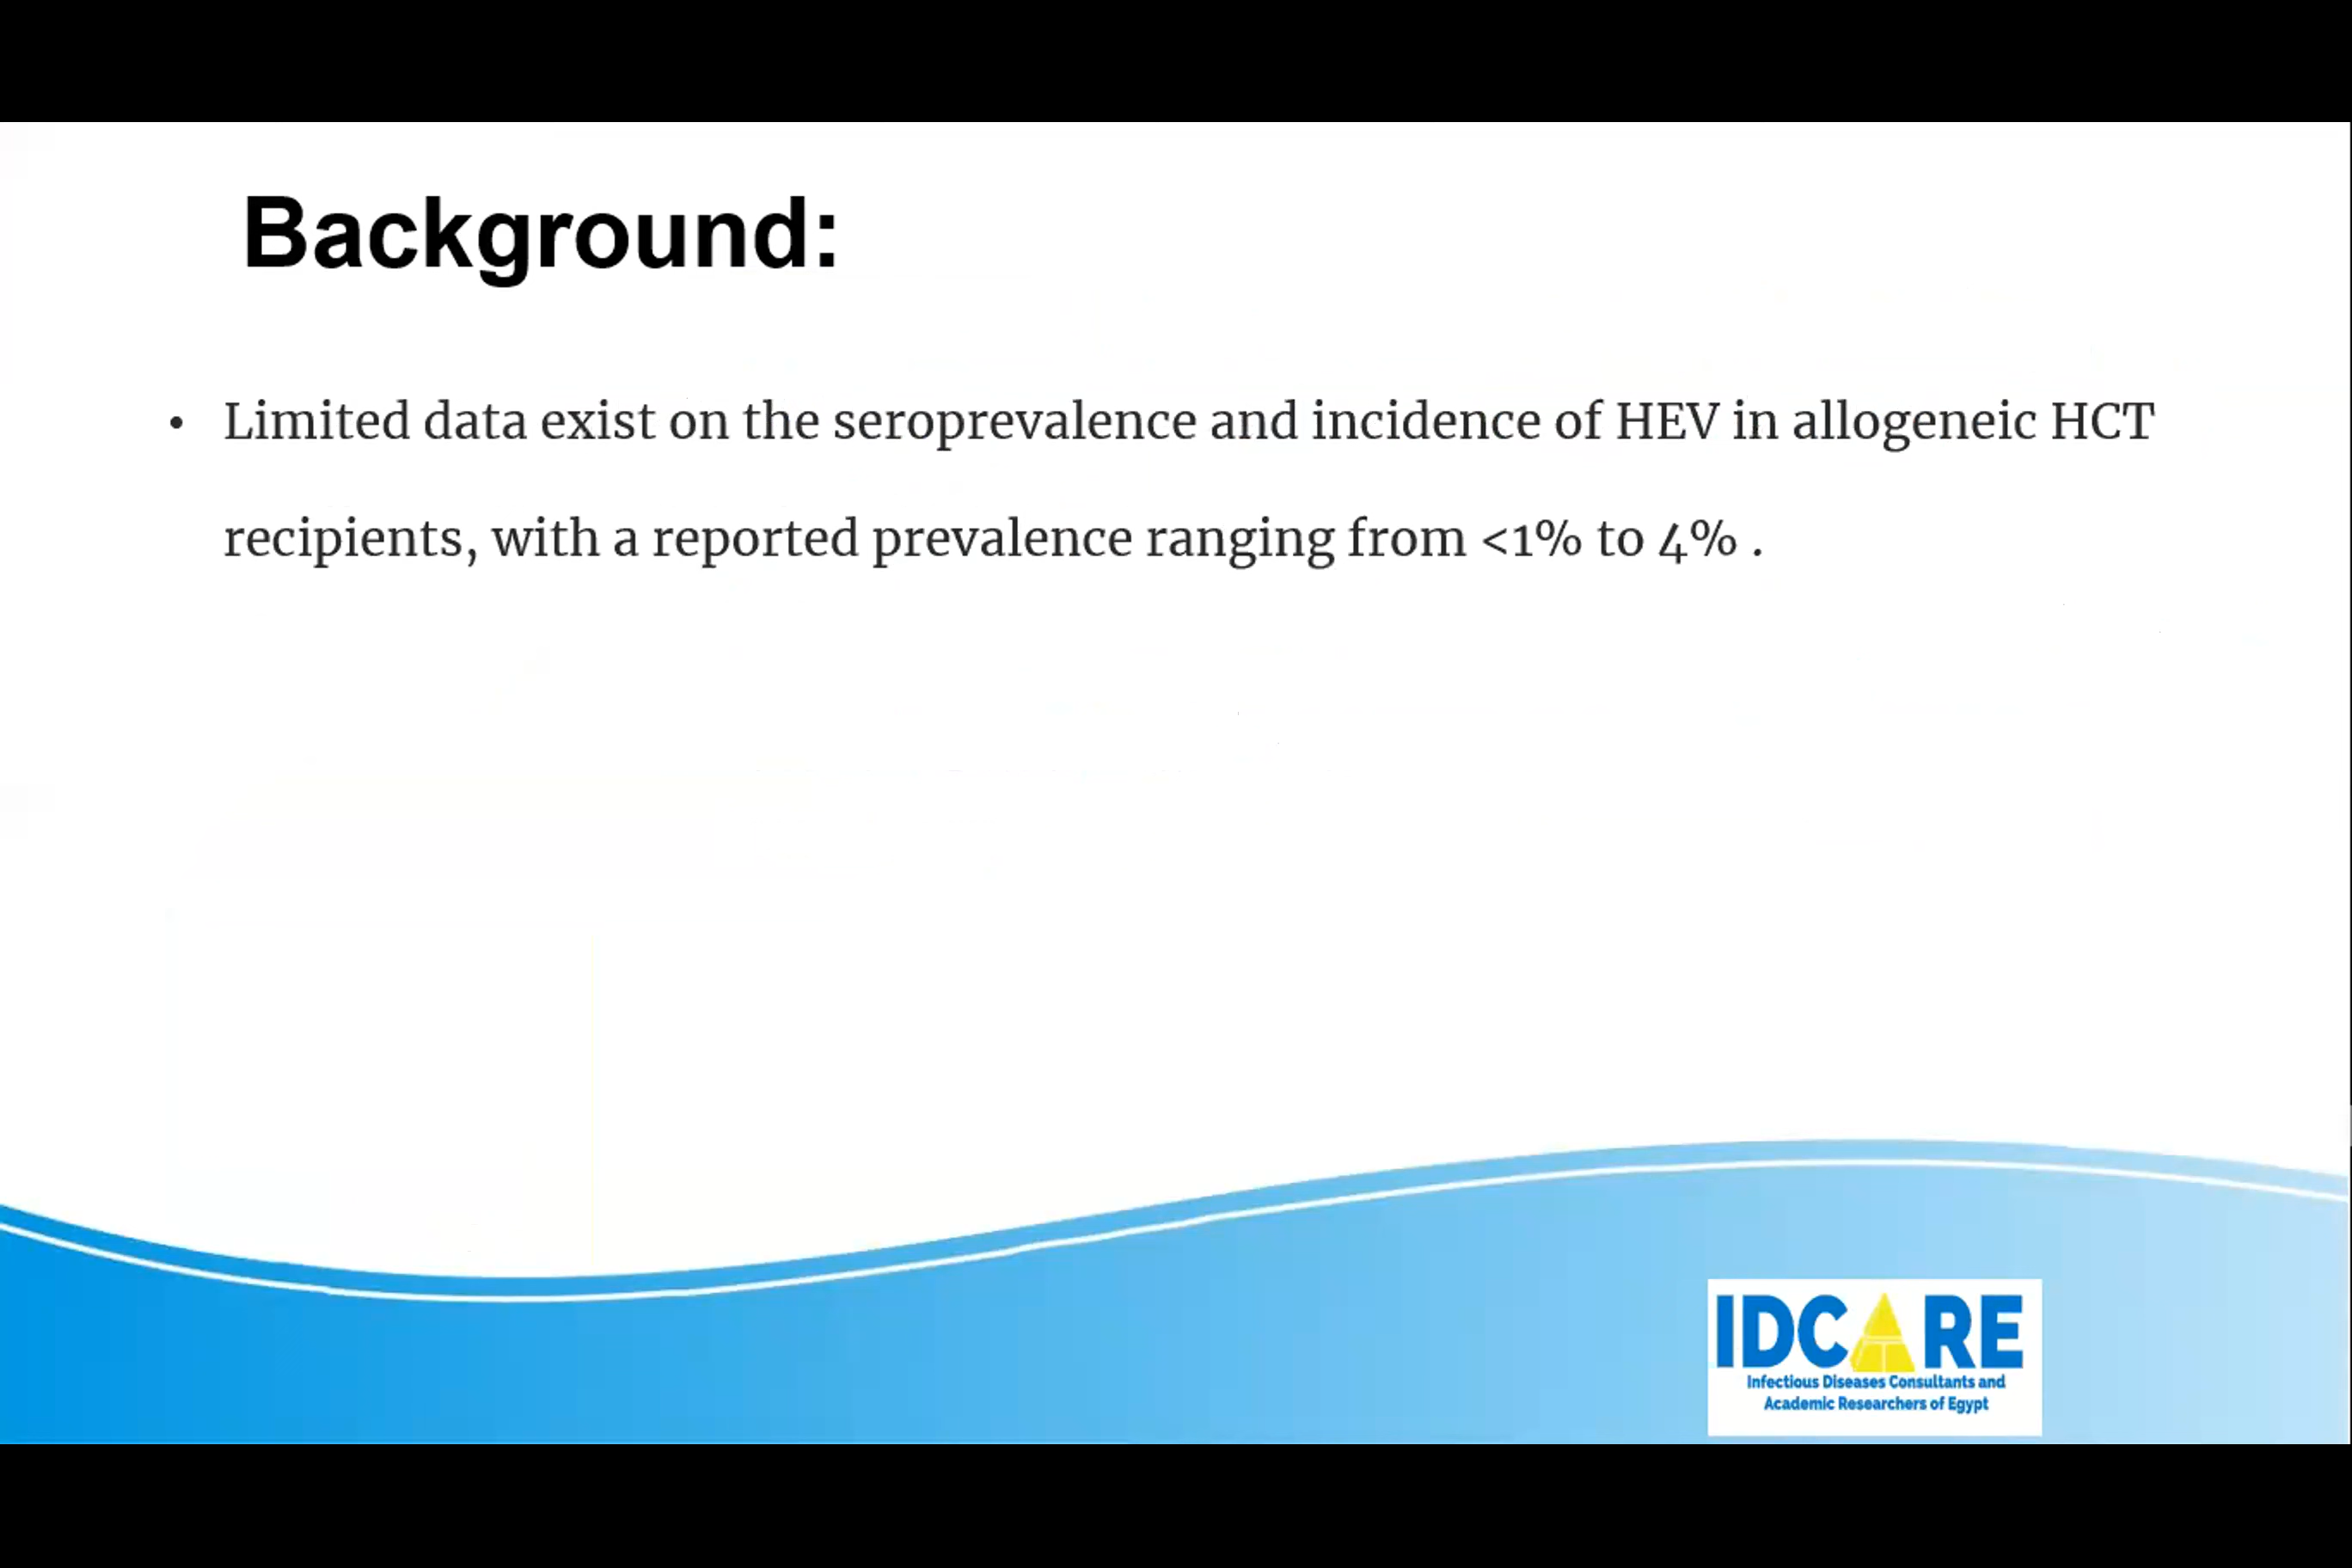 Background:
• Limited data exist on the seroprevalence and incidence of HEV in allogeneic HCT
recipients, with a reported prevalence ranging from <1% to 4% .
IDCARE
Infectious Diseases Consultants and
Academic Researchers of Egypt